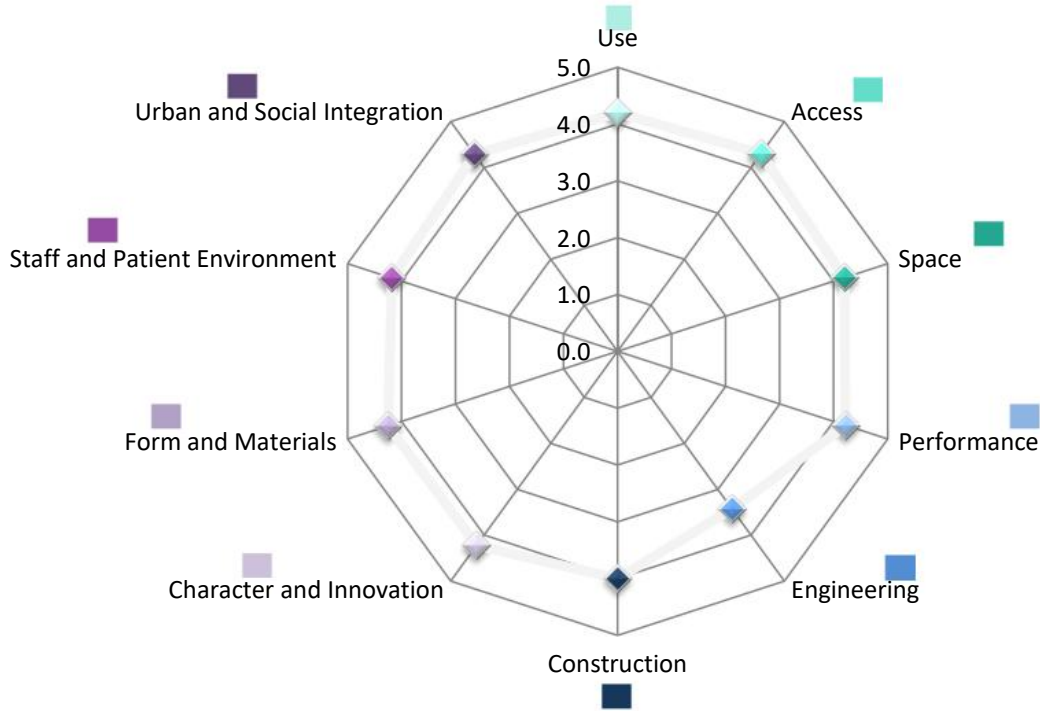 Use
5.0
Urban and Social Integration
Access
4.0
3.0
Staff and Patient Environment
Space
2.0
1.0
0.0
Form and Materials
Performance
Character and Innovation
Engineering
Construction